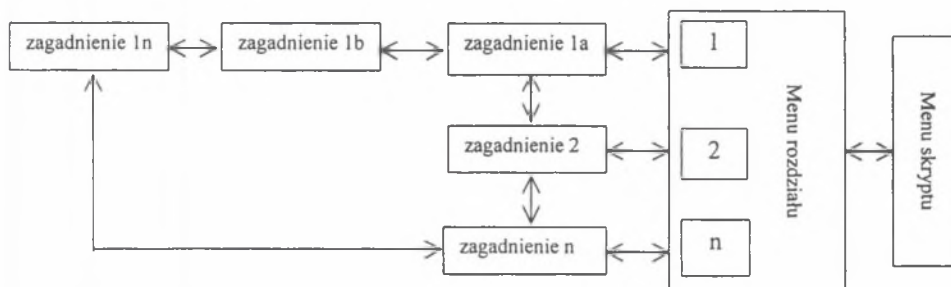 zagadnienie 1n
zagadnienie 1b
zagadnienie 1a
1
zagadnienie 2
2
zagadnienie n
n
Menu rozdziału
Menu skryptu